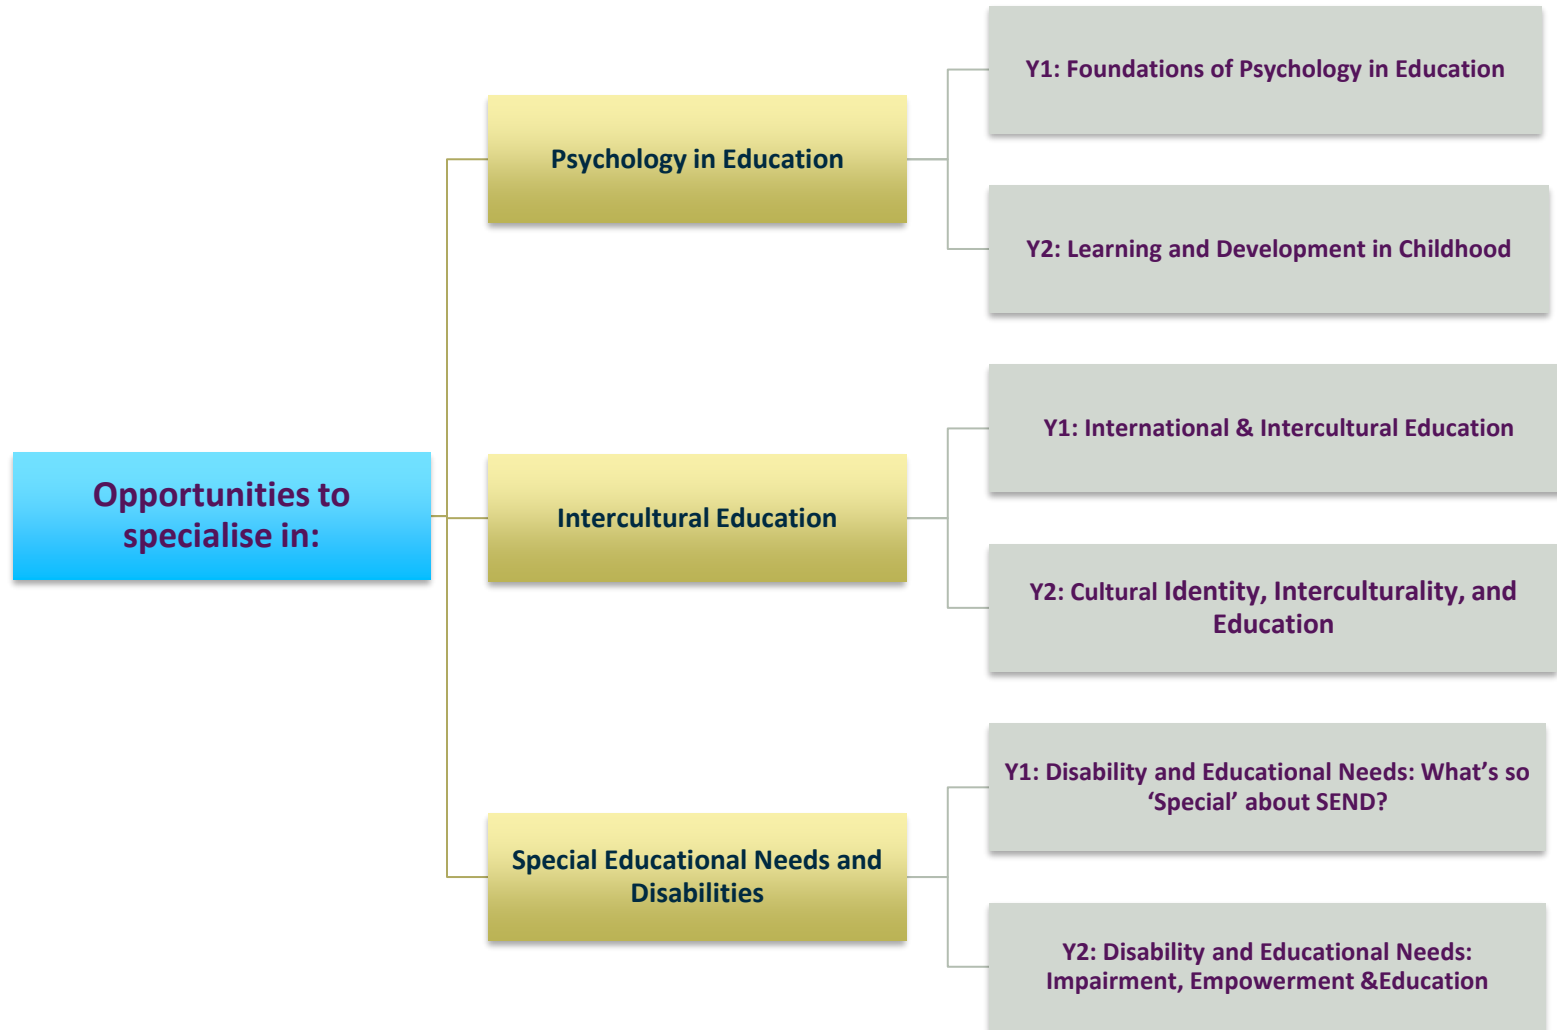 Opportunities to
specialise in:
Psychology in Education
Y1: Foundations of Psychology in Education
Y2: Learning and Development in Childhood
Intercultural Education
Y1: International & Intercultural Education
Y2: Cultural Identity, Interculturality, and
Education
Special Educational Needs and
Disabilities
Y1: Disability and Educational Needs: What’s so
‘Special’ about SEND?
Y2: Disability and Educational Needs:
Impairment, Empowerment &Education